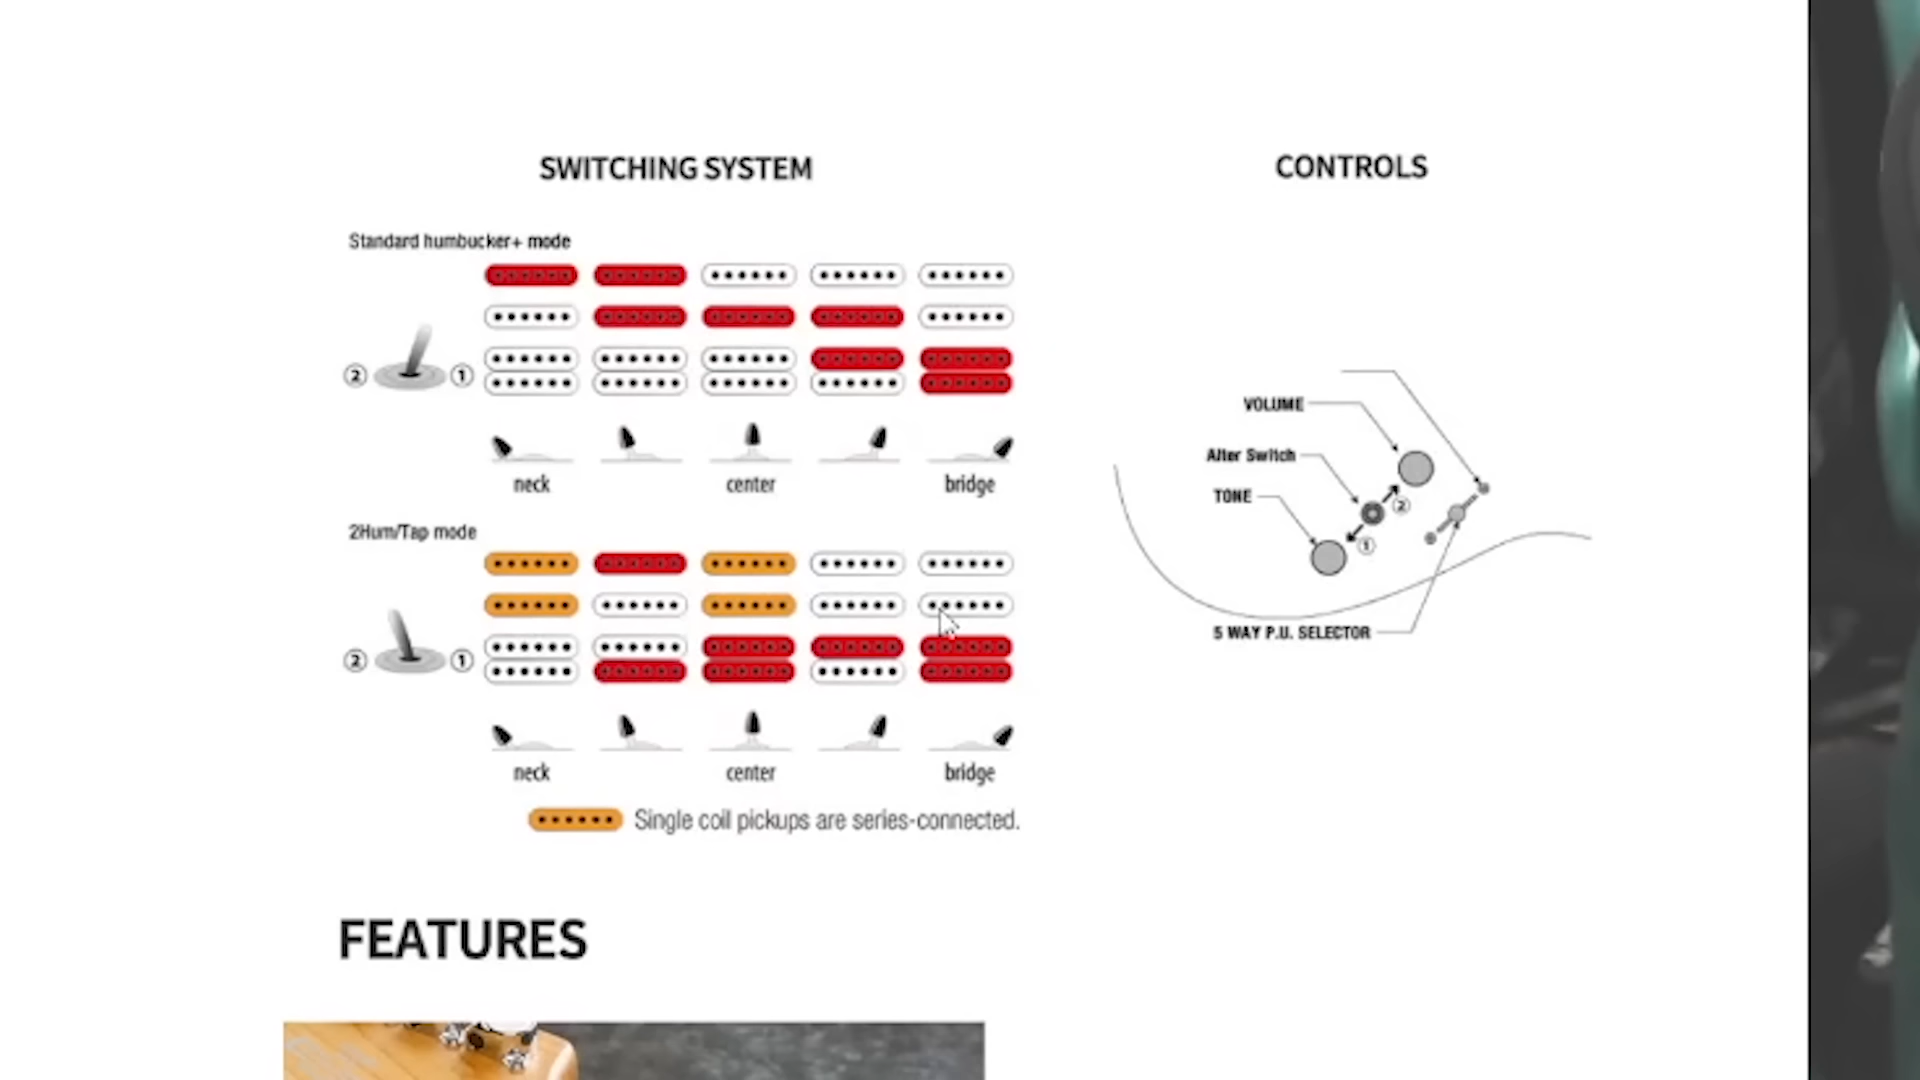 SWITCHING SYSTEM
Standard humbucker+ mode
② ①
neck center bridge
2Hum/Tap mode
② ①
neck center bridge
Single coil pickups are series-connected.
CONTROLS
VOLUME
Alter Switch
②
TONE
①
5 WAY P.U. SELECTOR
FEATURES